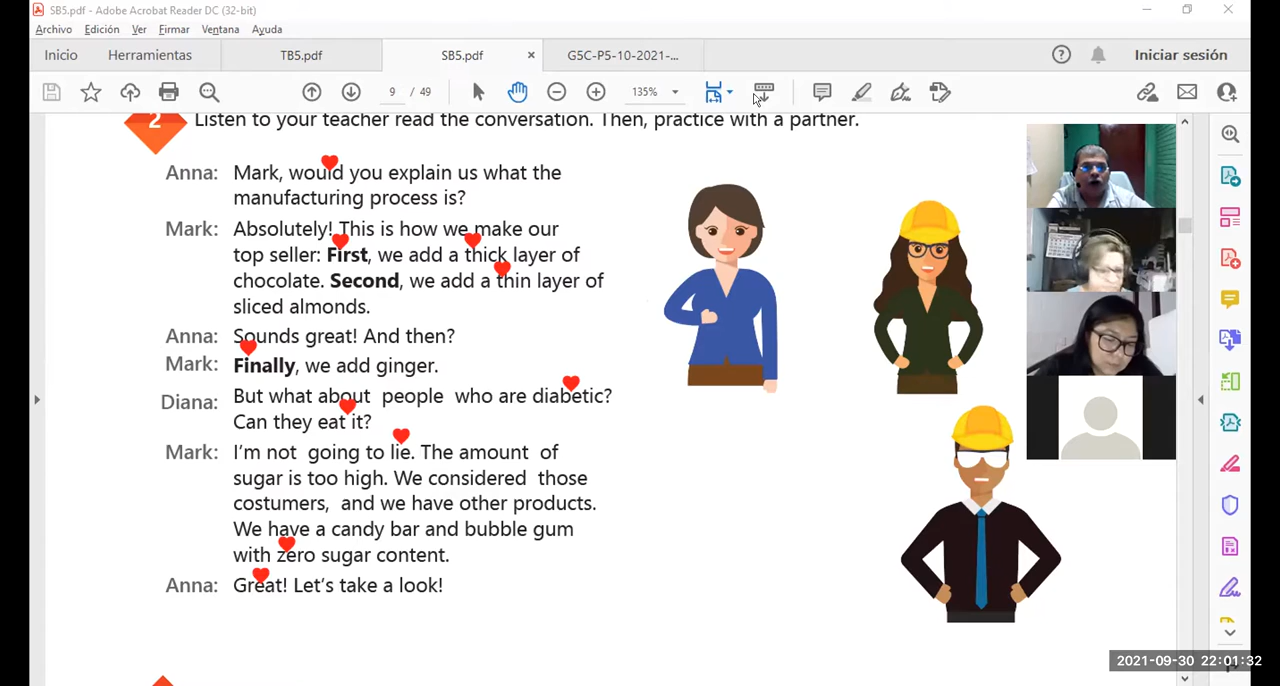 SB5.pdf - Adobe Acrobat Reader DC (32-bit)
Archivo Edición Ver Firmar Ventana Ayuda
Inicio Herramientas TB5.pdf SB5.pdf × G5C-P5-10-2021-... Iniciar sesión
9 / 49 135%
2 Listen to your teacher read the conversation. Then, practice with a partner.
Anna: Mark, would you explain us what the
manufacturing process is?
Mark: Absolutely! This is how we make our
top seller: First, we add a thick layer of
chocolate. Second, we add a thin layer of
sliced almonds.
Anna: Sounds great! And then?
Mark: Finally, we add ginger.
Diana: But what about people who are diabetic?
Can they eat it?
Mark: I'm not going to lie. The amount of
sugar is too high. We considered those
costumers, and we have other products.
We have a candy bar and bubble gum
with zero sugar content.
Anna: Great! Let's take a look!
2021-09-30 22:01:32